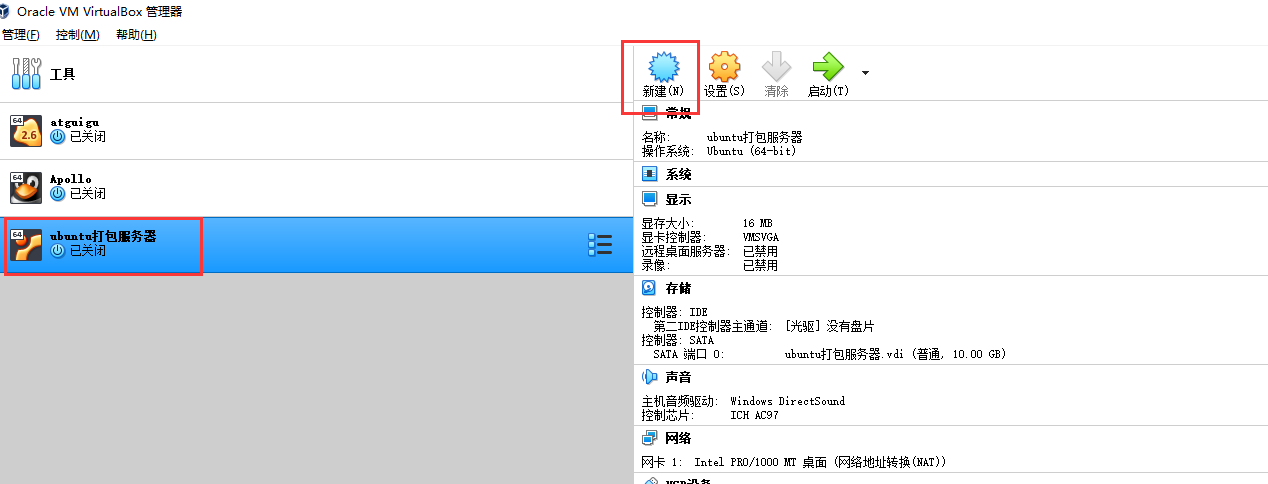 Oracle VM VirtualBox 管理器
管理(F) 控制(M) 帮助(H)
工具
64
2.6
atguigu
已关闭
64
Apollo
已关闭
64
ubuntu打包服务器
已关闭
新建(N) 设置(S) 清除 启动(T)
常规
名称: ubuntu打包服务器
操作系统: Ubuntu (64-bit)
系统
显示
显存大小: 16 MB
显卡控制器: VMSVGA
远程桌面服务器: 已禁用
录像: 已禁用
存储
控制器: IDE
第二IDE控制器主通道: [光驱] 没有盘片
控制器: SATA
SATA 端口 0: ubuntu打包服务器.vdi (普通, 10.00 GB)
声音
主机音频驱动: Windows DirectSound
控制芯片: ICH AC97
网络
网卡 1: Intel PRO/1000 MT 桌面 (网络地址转换(NAT))
USB设备